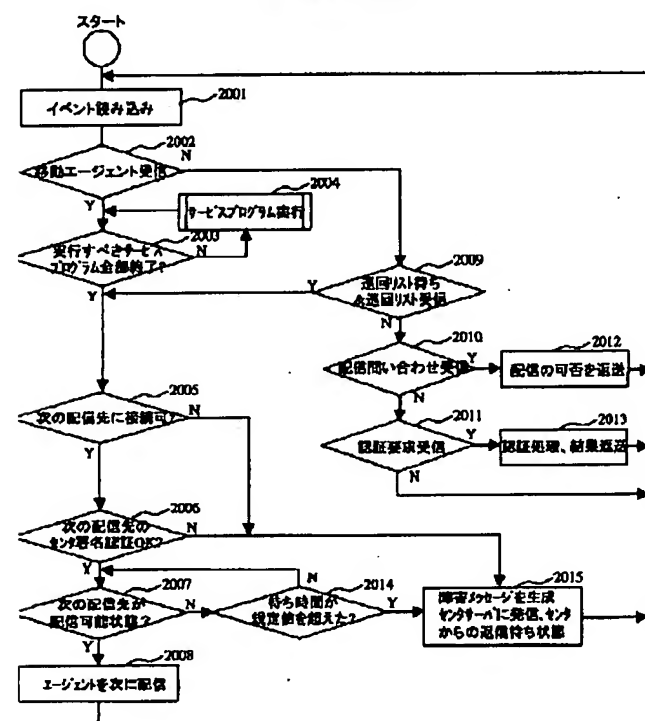 スタート
イベント読み込み
2001
2002
移動エージェント受信
N
Y
2004
サービスプログラム実行
2003
実行すべきサービス
プログラム全部終了?
N
Y
2009
巡回リスト待ち
&巡回リスト受信
Y
N
2010
配信問い合わせ受信
Y
N
2012
配信の可否を返送
2011
認証要求受信
Y
N
2013
認証処理、結果返送
2005
次の配信先に接続可?
N
Y
2006
次の配信先の
センタ署名認証OK?
N
Y
2007
次の配信先が
配信可能状態?
N
Y
2014
待ち時間が
設定値を超えた?
N
Y
2015
障害メッセージを生成
センタサーバに発信、センタ
からの返信待ち状態
2008
エージェントを次に配信